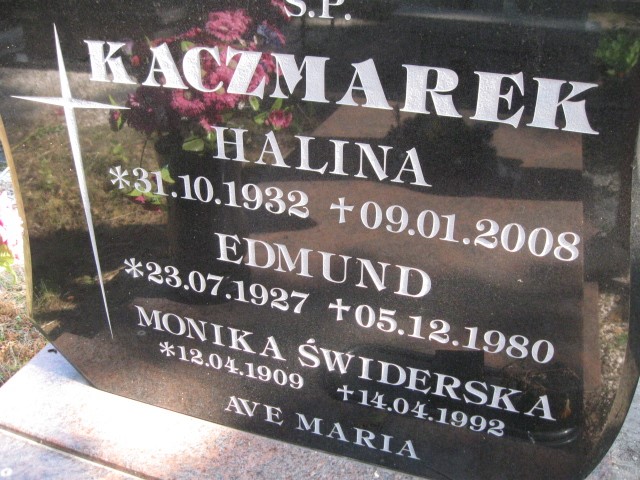 Ś.P.
KACZMAREK
HALINA
*31.10.1932 †09.01.2008
EDMUND
*23.07.1927 †05.12.1980
MONIKA ŚWIDERSKA
*12.04.1909 †14.04.1992
AVE MARIA